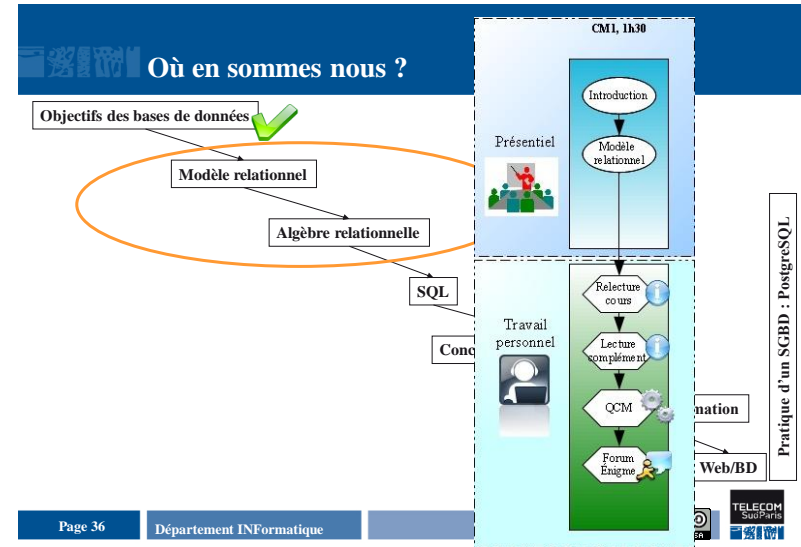 CM1, 1h30
Où en sommes nous ?
Introduction
Objectifs des bases de données
Présentiel
Modèle
relationnel
Modèle relationnel
Algèbre relationnelle
SQL
Relecture
cours
Travail
personnel
Conc
Lecture
complément
QCM
mation
Forum
Énigme
Web/BD
Pratique d'un SGBD : PostgreSQL
Page 36
Département INFormatique
SA
TELECOM
SudParis